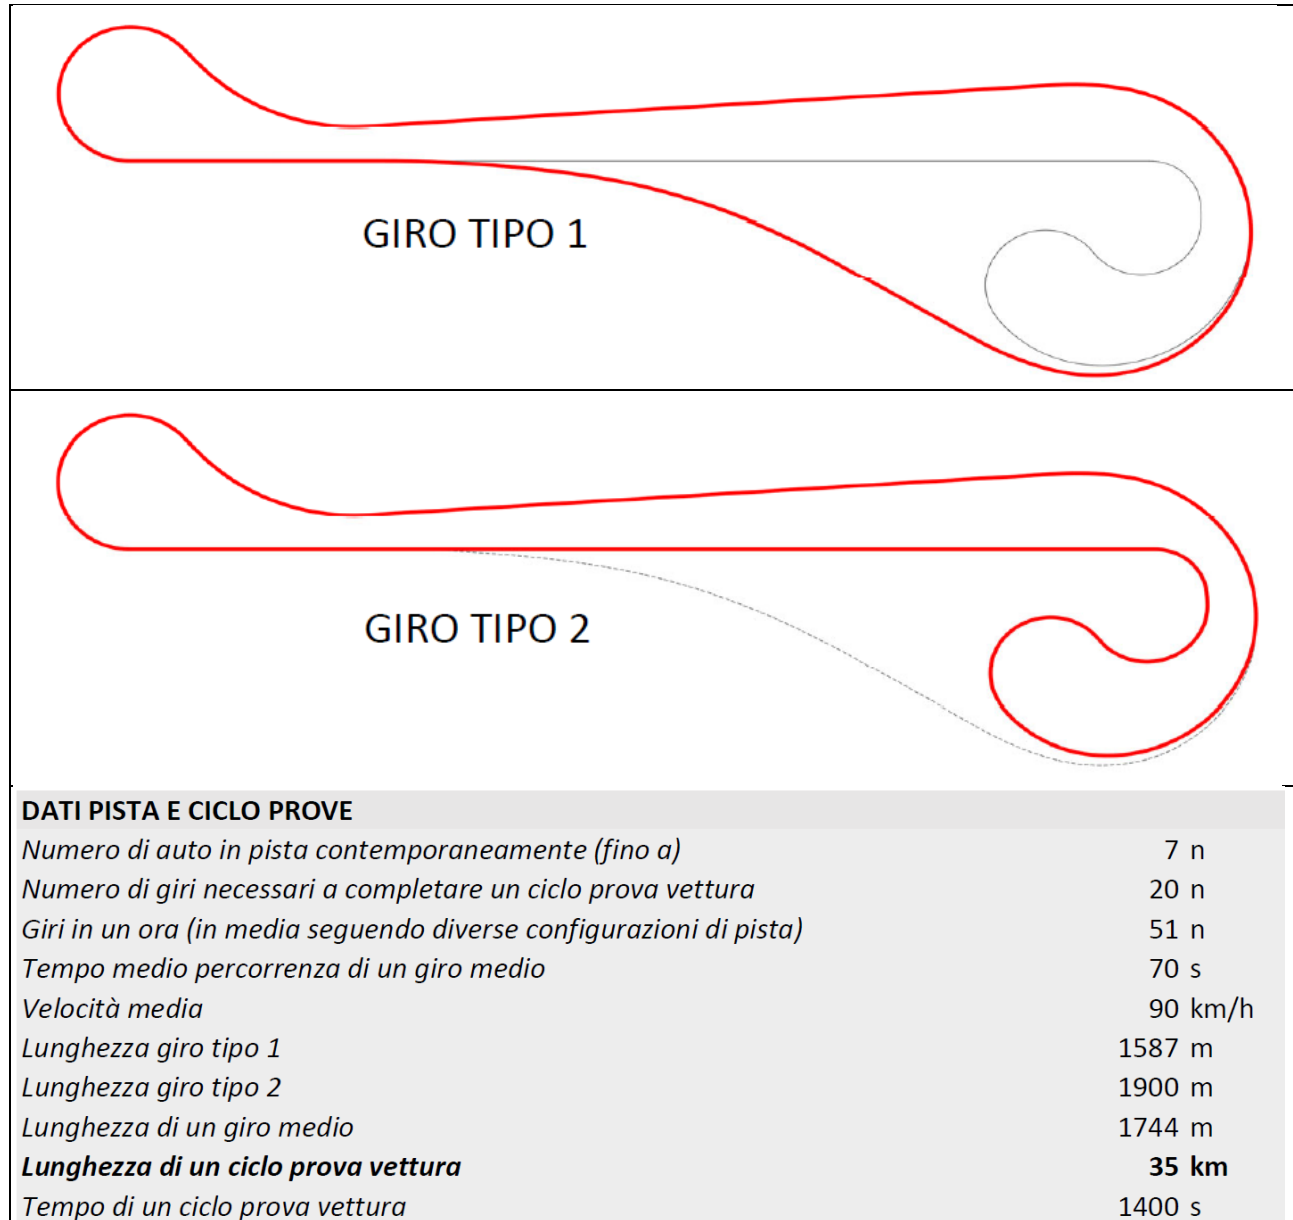 GIRO TIPO 1
GIRO TIPO 2
DATI PISTA E CICLO PROVE
Numero di auto in pista contemporaneamente (fino a) 7 n
Numero di giri necessari a completare un ciclo prova vettura 20 n
Giri in un ora (in media seguendo diverse configurazioni di pista) 51 n
Tempo medio percorrenza di un giro medio 70 s
Velocità media 90 km/h
Lunghezza giro tipo 1 1587 m
Lunghezza giro tipo 2 1900 m
Lunghezza di un giro medio 1744 m
Lunghezza di un ciclo prova vettura 35 km
Tempo di un ciclo prova vettura 1400 s